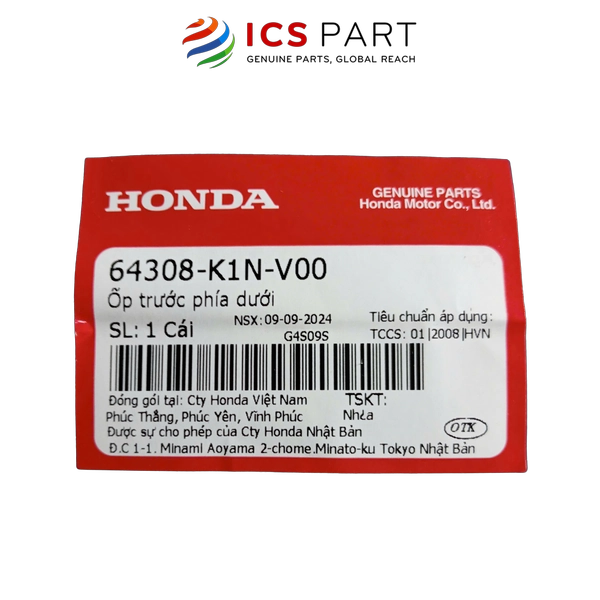 ICS PART
GENUINE PARTS, GLOBAL REACH
HONDA
GENUINE PARTS
Honda Motor Co., Ltd.
64308-K1N-V00
Ốp trước phía dưới
NSX: 09-09-2024
Tiêu chuẩn áp dụng:
SL: 1 Cái
G4S09S
TCCS: 01|2008|HVN
Đóng gói tại: Cty Honda Việt Nam
TSKT:
Phúc Thắng, Phúc Yên, Vĩnh Phúc
Nhựa
Được sự cho phép của Cty Honda Nhật Bản
OTK
Đ.C 1-1. Minami Aoyama 2-chome.Minato-ku Tokyo Nhật Bản